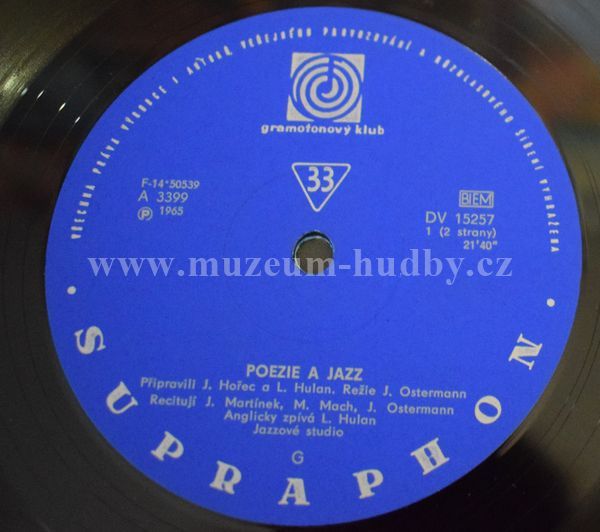 VŠECHNA PRÁVA VÝROBCE I AUTORŮ VEŘEJNÉHO PROVOZOVÁNÍ A ROZHLASOVÉHO ŠÍŘENÍ VYHRAŽENA
gramofonový klub
33
F-14*50539
A 3399
Ⓟ 1965
BIEM
DV 15257
1 (2 strany)
21'40"
www.muzeum-hudby.cz
POEZIE A JAZZ
Připravili J. Hořec a L. Hulan. Režie J. Ostermann
Recitují J. Martínek, M. Mach, J. Ostermann
Anglicky zpívá L. Hulan
Jazzové studio
G
• SUPRAPHON •